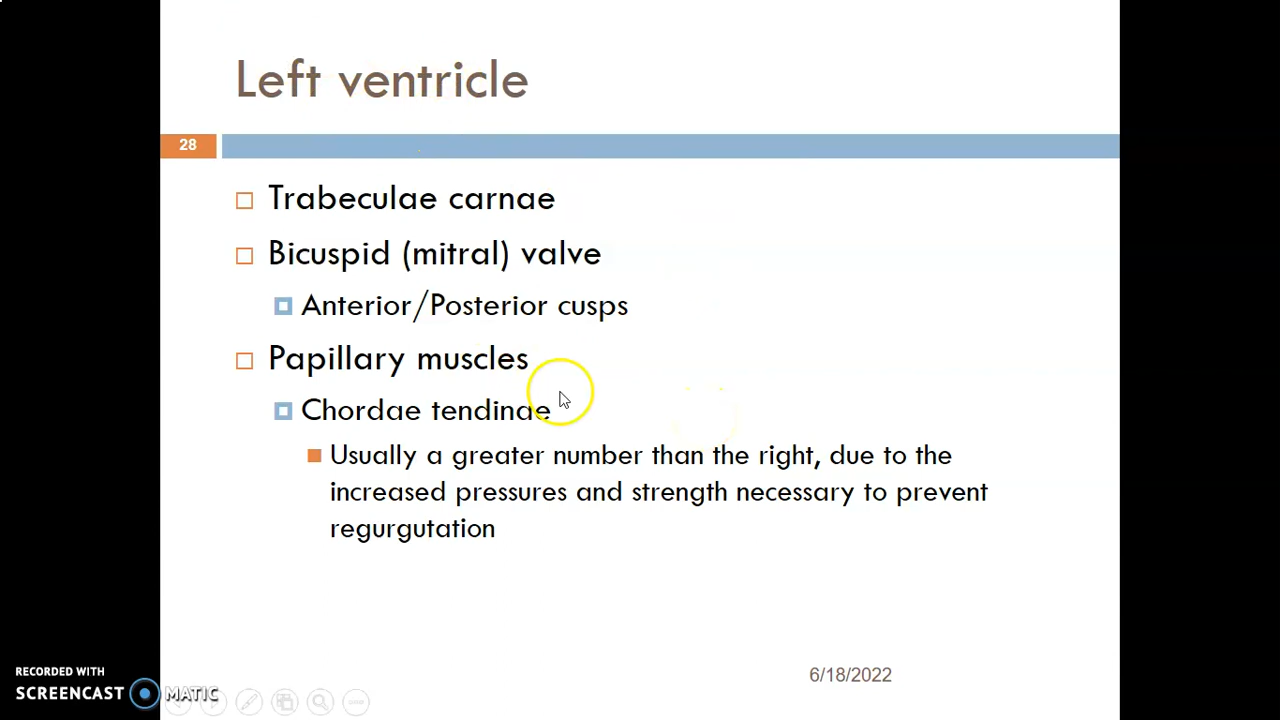 Left ventricle
28
Trabeculae carnae
Bicuspid (mitral) valve
Anterior/Posterior cusps
Papillary muscles
Chordae tendinae
Usually a greater number than the right, due to the
increased pressures and strength necessary to prevent
regurgutation
6/18/2022
RECORDED WITH
SCREENCAST MATIC